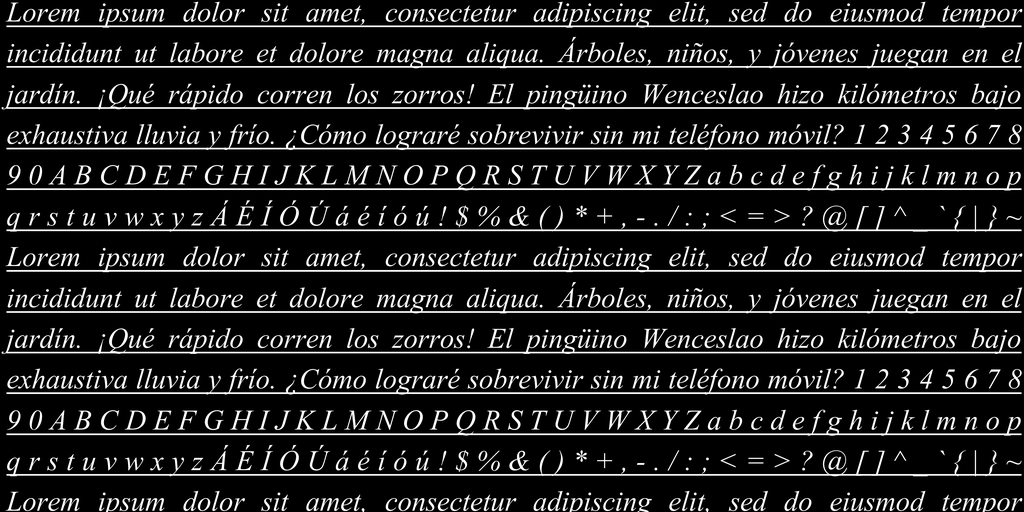 Lorem ipsum dolor sit amet, consectetur adipiscing elit, sed do eiusmod tempor
incididunt ut labore et dolore magna aliqua. Árboles, niños, y jóvenes juegan en el
jardín. ¡Qué rápido corren los zorros! El pingüino Wenceslao hizo kilómetros bajo
exhaustiva lluvia y frío. ¿Cómo lograré sobrevivir sin mi teléfono móvil? 1 2 3 4 5 6 7 8
9 0 A B C D E F G H I J K L M N O P Q R S T U V W X Y Z a b c d e f g h i j k l m n o p
q r s t u v w x y z Á É Í Ó Ú á é í ó ú ! $ % & ( ) * + , - . / : ; < = > ? @ [ ] ^ _ ` { | } ~
Lorem ipsum dolor sit amet, consectetur adipiscing elit, sed do eiusmod tempor
incididunt ut labore et dolore magna aliqua. Árboles, niños, y jóvenes juegan en el
jardín. ¡Qué rápido corren los zorros! El pingüino Wenceslao hizo kilómetros bajo
exhaustiva lluvia y frío. ¿Cómo lograré sobrevivir sin mi teléfono móvil? 1 2 3 4 5 6 7 8
9 0 A B C D E F G H I J K L M N O P Q R S T U V W X Y Z a b c d e f g h i j k l m n o p
q r s t u v w x y z Á É Í Ó Ú á é í ó ú ! $ % & ( ) * + , - . / : ; < = > ? @ [ ] ^ _ ` { | } ~
Lorem ipsum dolor sit amet, consectetur adipiscing elit, sed do eiusmod tempor